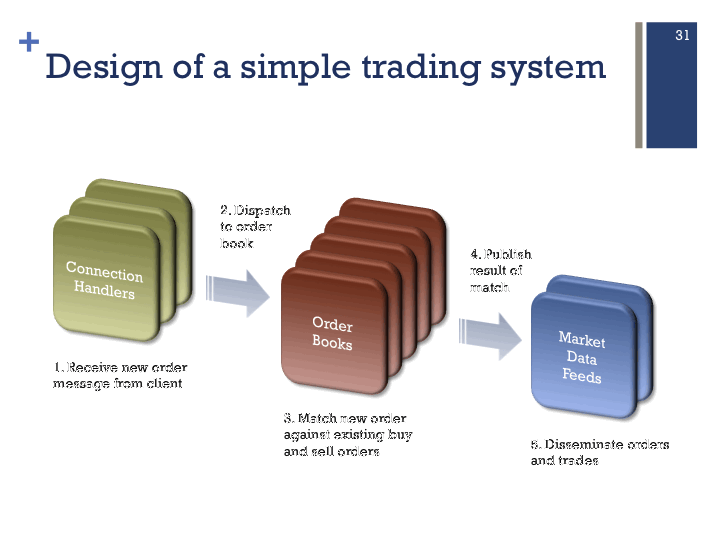 31
+
Design of a simple trading system
2. Dispatch
to order
book
4. Publish
result of
match
Connection
Handlers
Order
Books
Market
Data
Feeds
1. Receive new order
message from client
3. Match new order
against existing buy
and sell orders
5. Disseminate orders
and trades